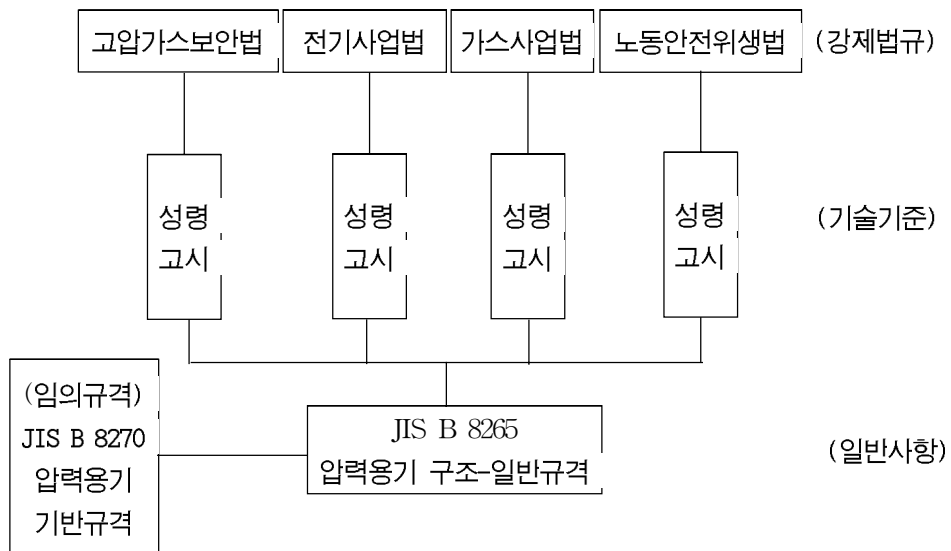 고압가스보안법 전기사업법 가스사업법 노동안전위생법 (강제법규)
성령 성령 성령 성령 (기술기준)
고시 고시 고시 고시
(임의규격)
JIS B 8270
압력용기
기반규격
JIS B 8265
압력용기 구조-일반규격
(일반사항)